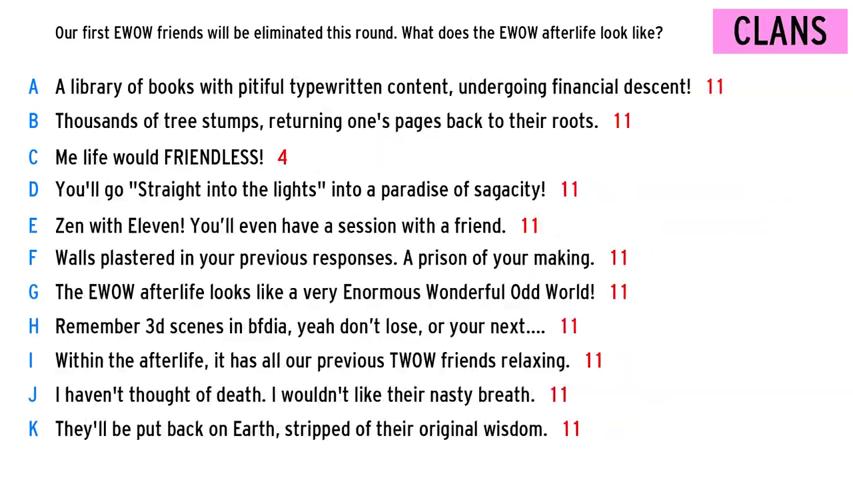 Our first EWOW friends will be eliminated this round. What does the EWOW afterlife look like?
CLANS
A A library of books with pitiful typewritten content, undergoing financial descent! 11
B Thousands of tree stumps, returning one's pages back to their roots. 11
C Me life would FRIENDLESS! 4
D You'll go "Straight into the lights" into a paradise of sagacity! 11
E Zen with Eleven! You’ll even have a session with a friend. 11
F Walls plastered in your previous responses. A prison of your making. 11
G The EWOW afterlife looks like a very Enormous Wonderful Odd World! 11
H Remember 3d scenes in bfdia, yeah don’t lose, or your next.... 11
I Within the afterlife, it has all our previous TWOW friends relaxing. 11
J I haven't thought of death. I wouldn't like their nasty breath. 11
K They'll be put back on Earth, stripped of their original wisdom. 11